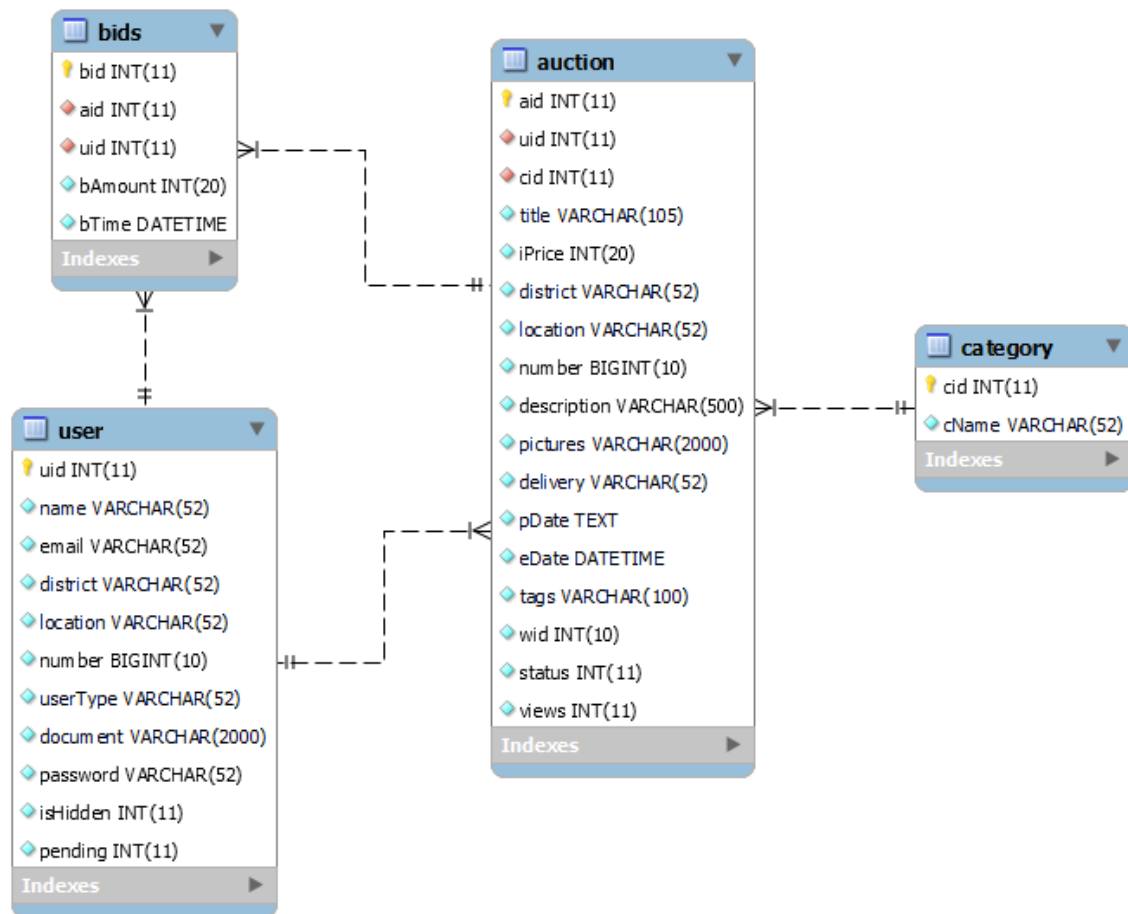 bids
bid INT(11)
aid INT(11)
uid INT(11)
bAmount INT(20)
bTime DATETIME
Indexes
user
uid INT(11)
name VARCHAR(52)
email VARCHAR(52)
district VARCHAR(52)
location VARCHAR(52)
number BIGINT(10)
userType VARCHAR(52)
document VARCHAR(2000)
password VARCHAR(52)
isHidden INT(11)
pending INT(11)
Indexes
auction
aid INT(11)
uid INT(11)
cid INT(11)
title VARCHAR(105)
iPrice INT(20)
district VARCHAR(52)
location VARCHAR(52)
number BIGINT(10)
description VARCHAR(500)
pictures VARCHAR(2000)
delivery VARCHAR(52)
pDate TEXT
eDate DATETIME
tags VARCHAR(100)
wid INT(10)
status INT(11)
views INT(11)
Indexes
category
cid INT(11)
cName VARCHAR(52)
Indexes